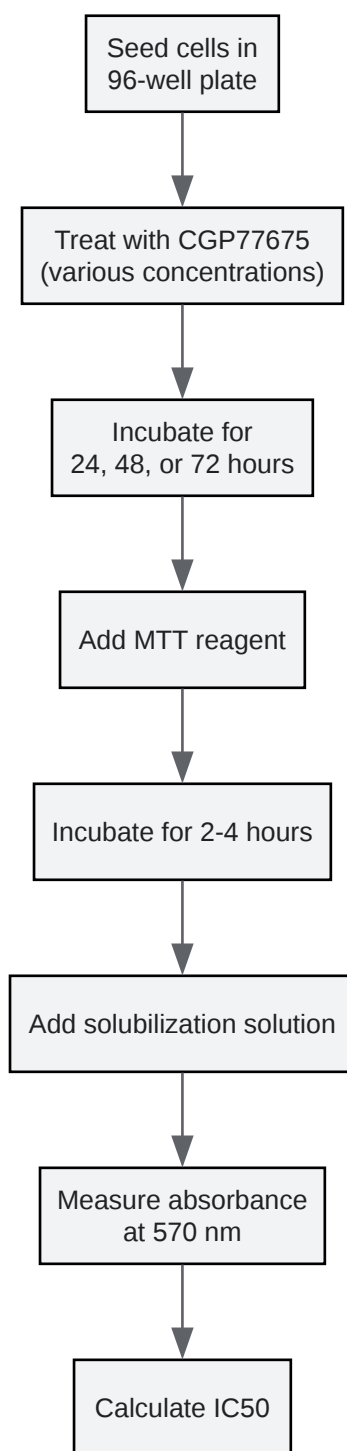 Seed cells in
96-well plate
Treat with CGP77675
(various concentrations)
Incubate for
24, 48, or 72 hours
Add MTT reagent
Incubate for 2-4 hours
Add solubilization solution
Measure absorbance
at 570 nm
Calculate IC50